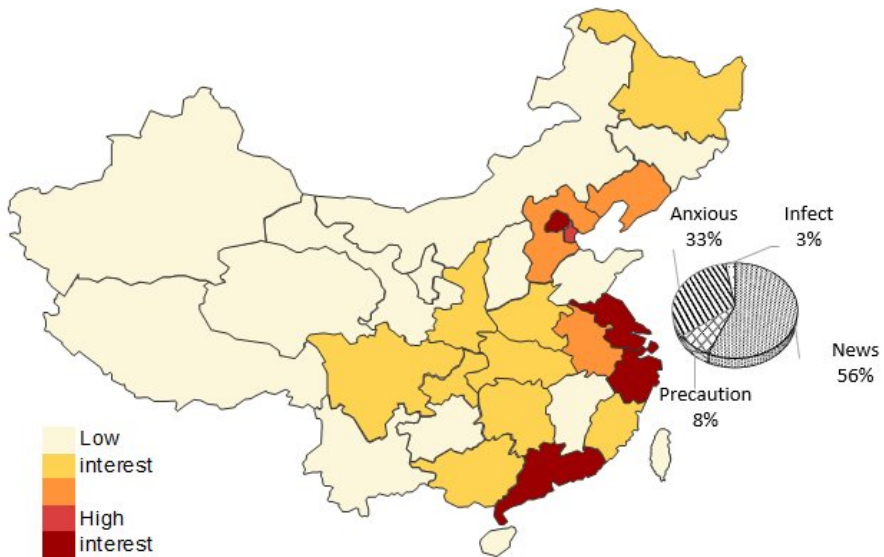 Anxious
33%
Infect
3%
News
56%
Precaution
8%
Low
interest
High
interest